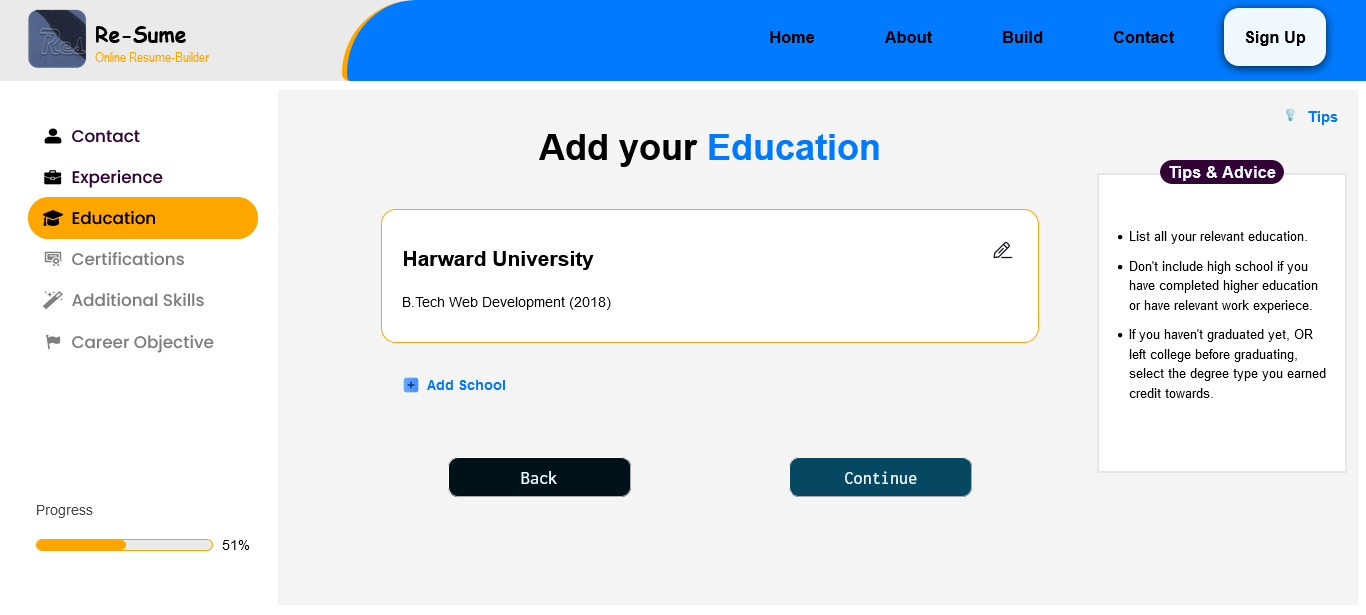 Res
Re-Sume
Online Resume-Builder
Home
About
Build
Contact
Sign Up
Contact
Experience
Education
Certifications
Additional Skills
Career Objective
Progress
51%
Add your Education
Harward University
B.Tech Web Development (2018)
Add School
Back
Continue
Tips
Tips & Advice
List all your relevant education.
Don't include high school if you
have completed higher education
or have relevant work experiece.
If you haven't graduated yet, OR
left college before graduating,
select the degree type you earned
credit towards.